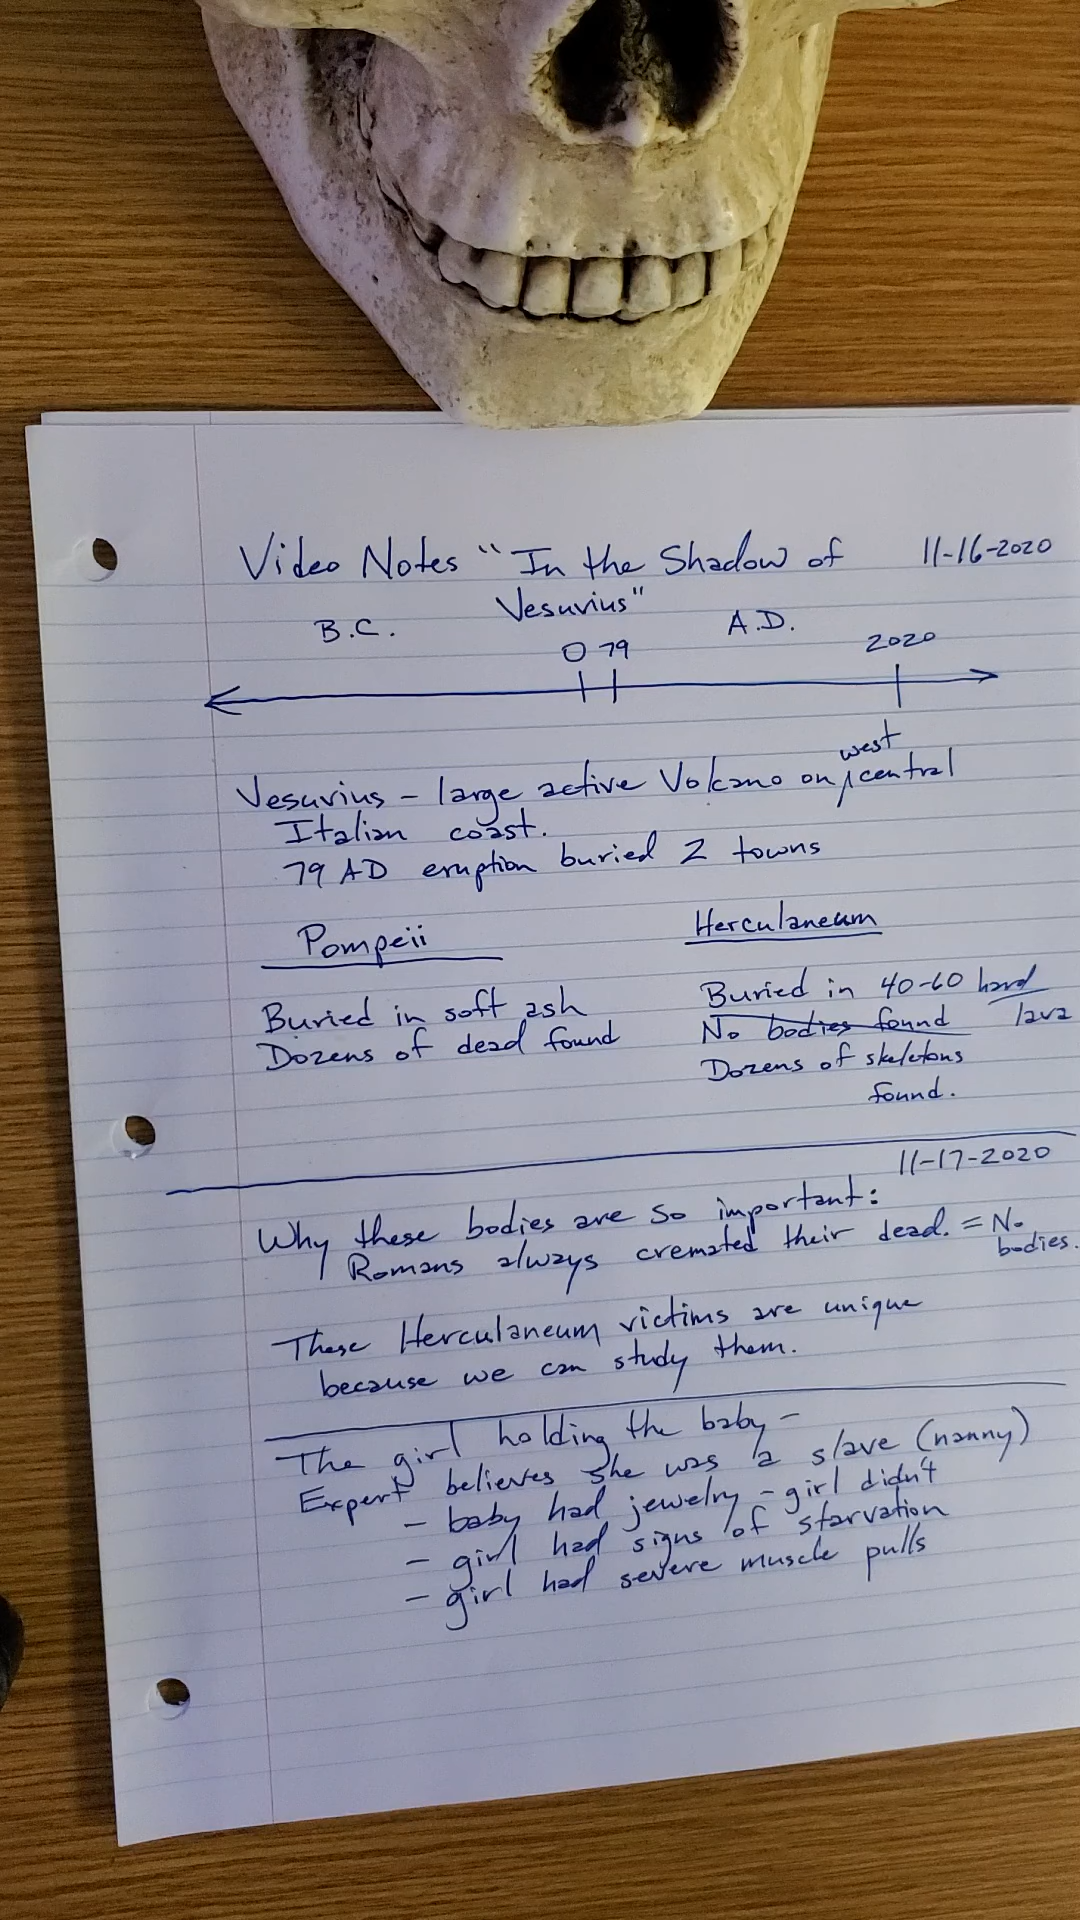 Video Notes "In the Shadow of 11-16-2020
Vesuvius"
B.C. A.D.
0 79 2020
west
Vesuvius - large active Volcano on central
Italian coast.
79 AD eruption buried 2 towns
Pompeii Herculaneum
Buried in soft ash Buried in 40-60 hard
Dozens of dead found No bodies found lava
Dozens of skeletons
found.
11-17-2020
Why these bodies are so important:
Romans always cremated their dead. = No
bodies.
These Herculaneum victims are unique
because we can study them.
The girl holding the baby -
Expert believes she was a slave (nanny)
- baby had jewelry - girl didn't
- girl had signs of starvation
- girl had severe muscle pulls